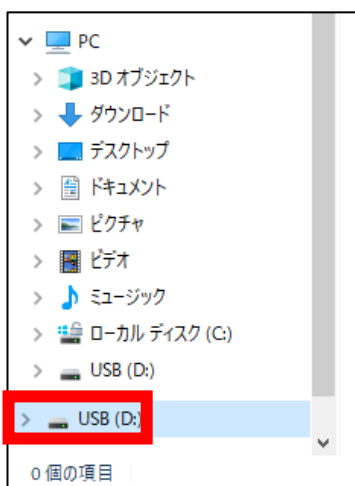 PC
3D オブジェクト
ダウンロード
デスクトップ
ドキュメント
ピクチャ
ビデオ
ミュージック
ローカル ディスク (C:)
USB (D:)
USB (D:)
0 個の項目